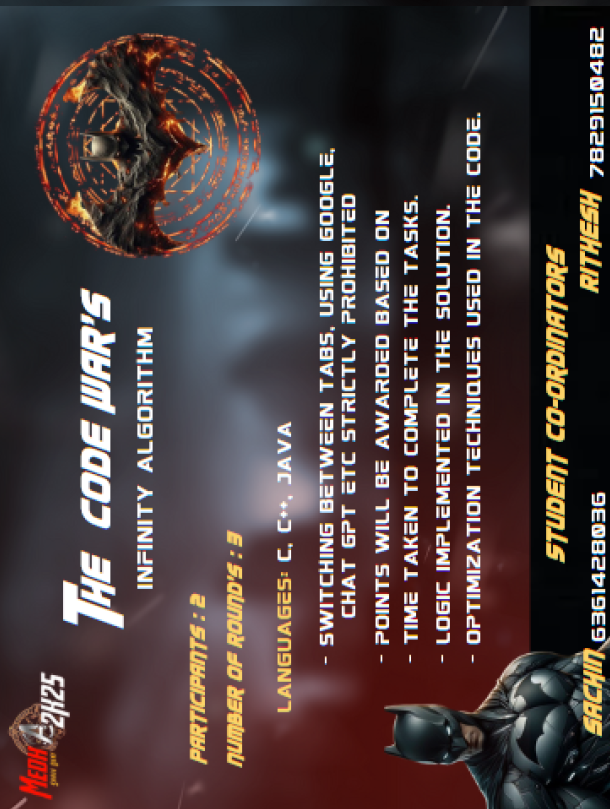 MEDHA 2K25
THE CODE WAR'S
INFINITY ALGORITHM
PARTICIPANTS : 2
NUMBER OF ROUND'S : 3
LANGUAGES: C, C++, JAVA
- SWITCHING BETWEEN TABS, USING GOOGLE,
CHAT GPT ETC STRICTLY PROHIBITED
- POINTS WILL BE AWARDED BASED ON
- TIME TAKEN TO COMPLETE THE TASKS.
- LOGIC IMPLEMENTED IN THE SOLUTION.
- OPTIMIZATION TECHNIQUES USED IN THE CODE.
STUDENT CO-ORDINATORS
SACHIN 6361428036
RITHESH 7829150482